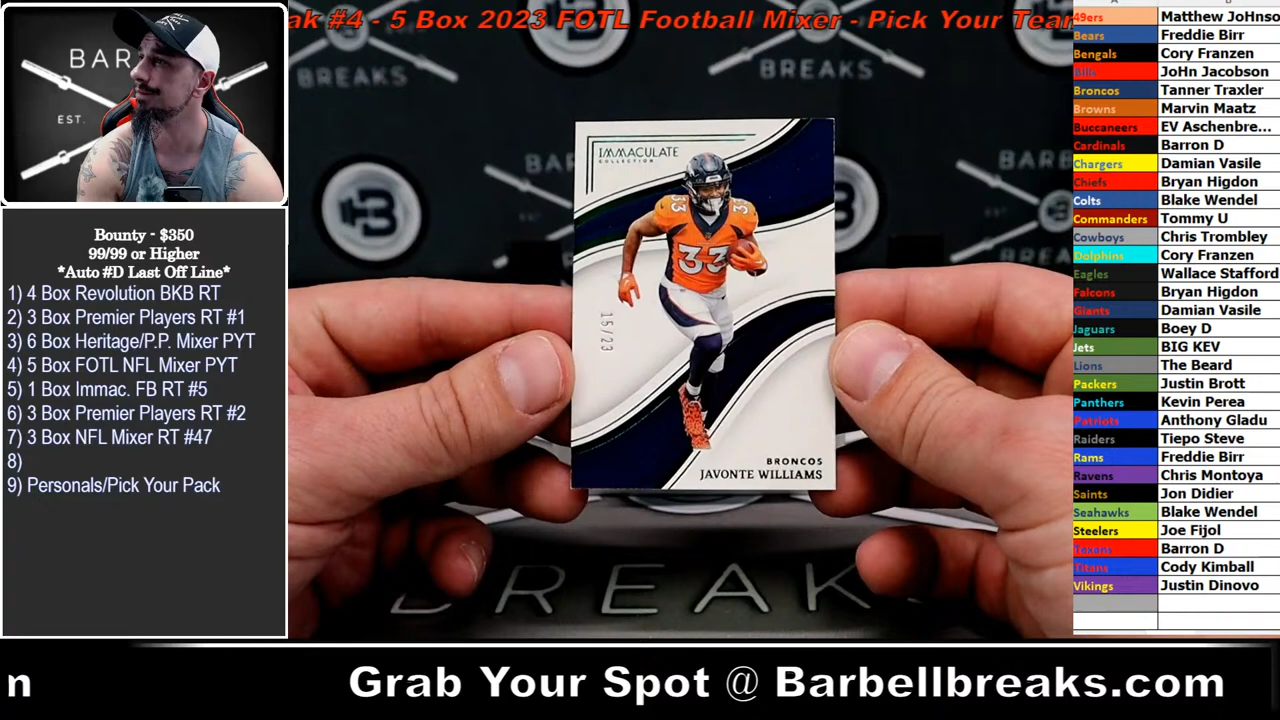 ak #4 - 5 Box 2023 FOTL Football Mixer - Pick Your Team
BAR
EST.
BREAKS
BREAKS
BAR
BARB
IMMACULATE
COLLECTION
33
33
33
15/23
BRONCOS
JAVONTE WILLIAMS
BREAK
Bounty - $350
99/99 or Higher
*Auto #D Last Off Line*
1) 4 Box Revolution BKB RT
2) 3 Box Premier Players RT #1
3) 6 Box Heritage/P.P. Mixer PYT
4) 5 Box FOTL NFL Mixer PYT
5) 1 Box Immac. FB RT #5
6) 3 Box Premier Players RT #2
7) 3 Box NFL Mixer RT #47
8)
9) Personals/Pick Your Pack
49ers Matthew JoHnso
Bears Freddie Birr
Bengals Cory Franzen
Bills JoHn Jacobson
Broncos Tanner Traxler
Browns Marvin Maatz
Buccaneers EV Aschenbre...
Cardinals Barron D
Chargers Damian Vasile
Chiefs Bryan Higdon
Colts Blake Wendel
Commanders Tommy U
Cowboys Chris Trombley
Dolphins Cory Franzen
Eagles Wallace Stafford
Falcons Bryan Higdon
Giants Damian Vasile
Jaguars Boey D
Jets BIG KEV
Lions The Beard
Packers Justin Brott
Panthers Kevin Perea
Patriots Anthony Gladu
Raiders Tiepo Steve
Rams Freddie Birr
Ravens Chris Montoya
Saints Jon Didier
Seahawks Blake Wendel
Steelers Joe Fijol
Texans Barron D
Titans Cody Kimball
Vikings Justin Dinovo
n Grab Your Spot @ Barbellbreaks.com